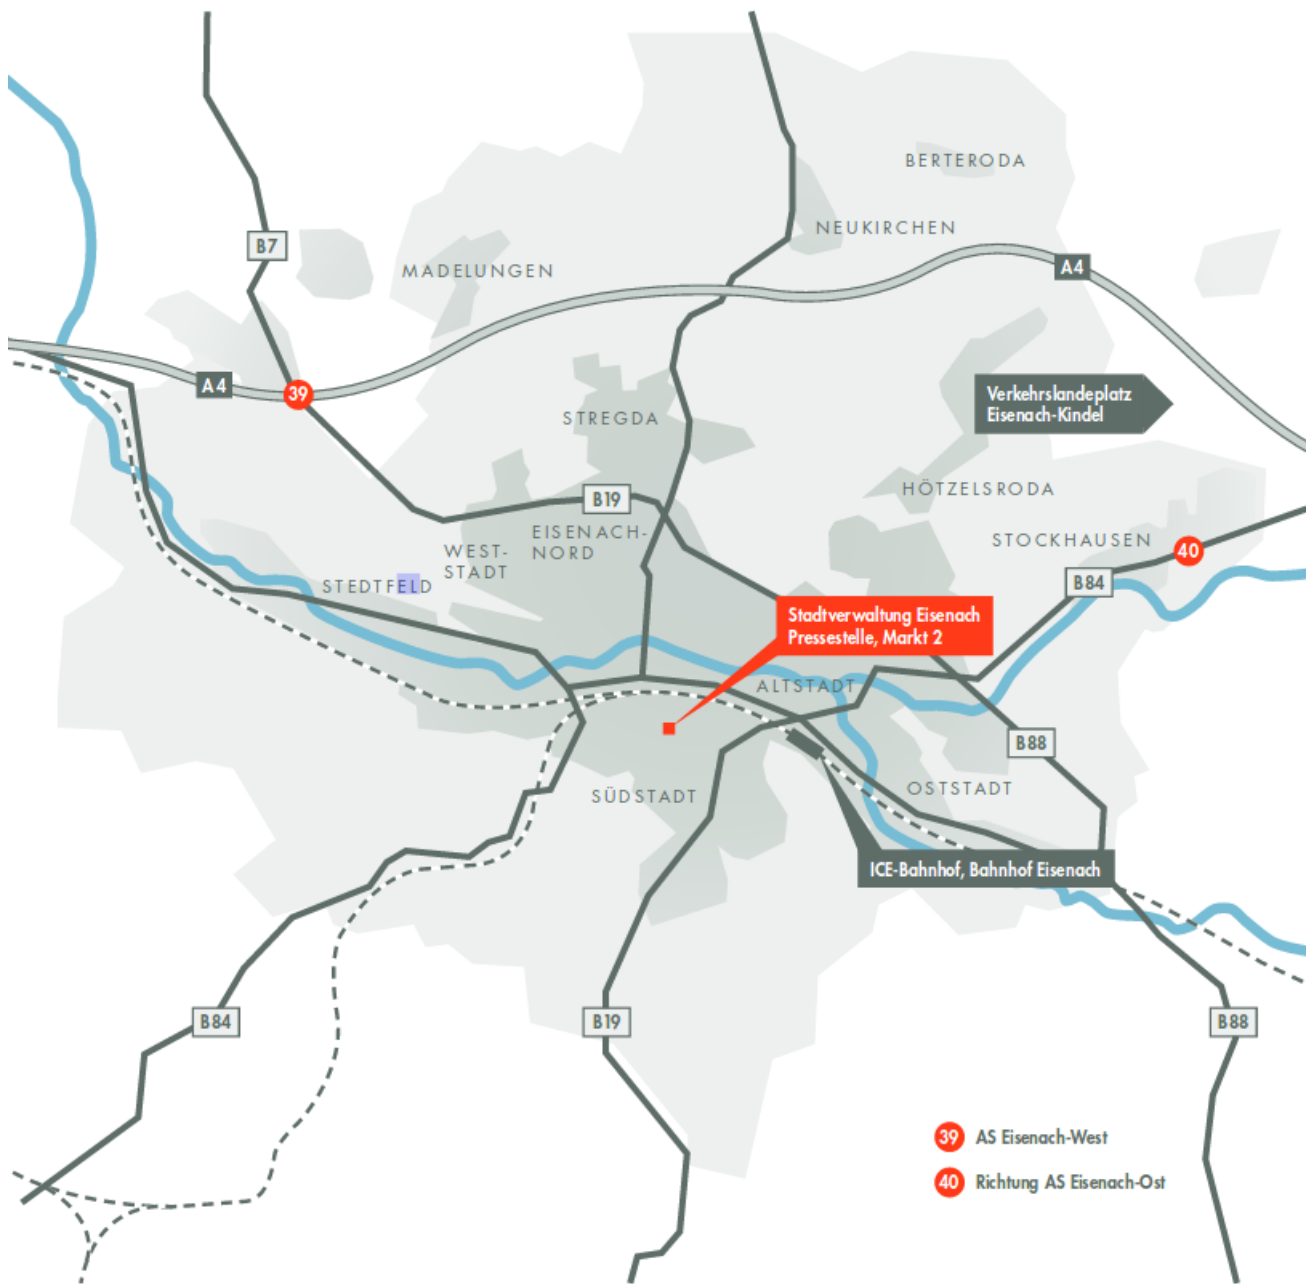 BERTERODA
NEUKIRCHEN
B7
MADELUNGEN
A4
A4
39
Verkehrslandeplatz
Eisenach-Kindel
STREGDA
HÖTZELSRODA
B19
EISENACH-
NORD
WEST-
STADT
STOCKHAUSEN
40
B84
STEDTFELD
Stadtverwaltung Eisenach
Pressestelle, Markt 2
ALTSTADT
B88
SÜDSTADT
OSTSTADT
ICE-Bahnhof, Bahnhof Eisenach
B84
B19
B88
39 AS Eisenach-West
40 Richtung AS Eisenach-Ost